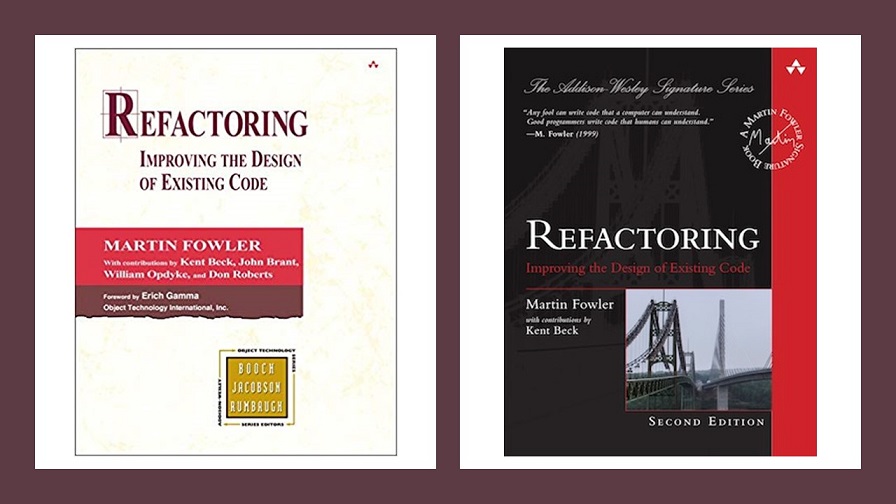 REFACTORING
IMPROVING THE DESIGN
OF EXISTING CODE
MARTIN FOWLER
With contributions by Kent Beck, John Brant,
William Opdyke, and Don Roberts
Foreword by Erich Gamma
Object Technology International, Inc.
OBJECT TECHNOLOGY
SERIES
BOOCH
JACOBSON
RUMBAUGH
ADDISON-WESLEY
SERIES EDITORS
The Addison-Wesley Signature Series
"Any fool can write code that a computer can understand.
Good programmers write code that humans can understand."
—M. Fowler (1999)
A MARTIN FOWLER SIGNATURE BOOK
Martin
REFACTORING
Improving the Design of Existing Code
Martin Fowler
with contributions by
Kent Beck
SECOND EDITION